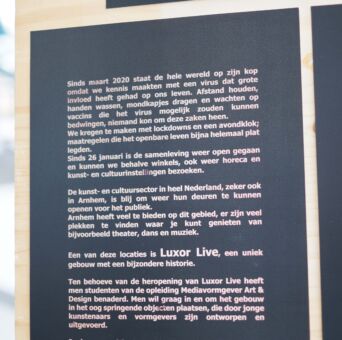 Sinds maart 2020 staat de hele wereld op zijn kop
omdat we kennis maakten met een virus dat grote
invloed heeft gehad op ons leven. Afstand houden,
handen wassen, mondkapjes dragen en wachten op
vaccins die het virus mogelijk zouden kunnen
bedwingen, niemand kon om deze zaken heen.
We kregen te maken met lockdowns en een avondklok;
maatregelen die het openbare leven bijna helemaal plat
legden.
Sinds 26 januari is de samenleving weer open gegaan
en kunnen we behalve winkels, ook weer horeca en
kunst- en cultuurinstellingen bezoeken.
De kunst- en cultuursector in heel Nederland, zeker ook
in Arnhem, is blij om weer hun deuren te kunnen
openen voor het publiek.
Arnhem heeft veel te bieden op dit gebied, er zijn veel
plekken te vinden waar je kunt genieten van
bijvoorbeeld theater, dans en muziek.
Een van deze locaties is Luxor Live, een uniek
gebouw met een bijzondere historie.
Ten behoeve van de heropening van Luxor Live heeft
men studenten van de opleiding Mediavormgever Art &
Design benaderd. Men wil graag in en om het gebouw
in het oog springende objecten plaatsen, die door jonge
kunstenaars en vormgevers zijn ontworpen en
uitgevoerd.